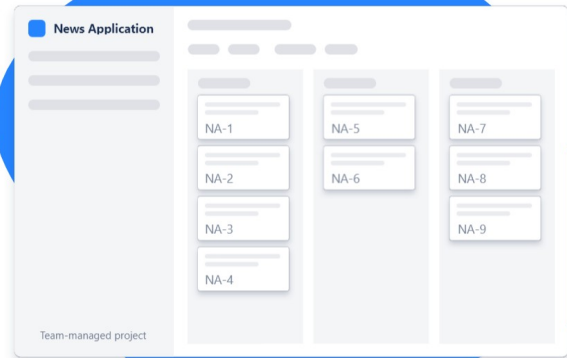 News Application
NA-1
NA-2
NA-3
NA-4
NA-5
NA-6
NA-7
NA-8
NA-9
Team-managed project